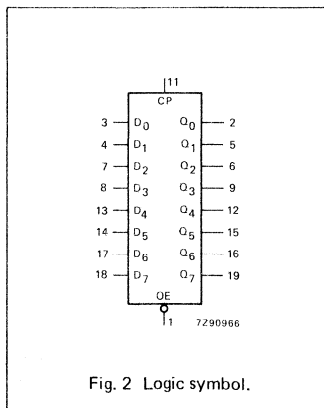 11
CP
3 D0 Q0 2
4 D1 Q1 5
7 D2 Q2 6
8 D3 Q3 9
13 D4 Q4 12
14 D5 Q5 15
17 D6 Q6 16
18 D7 Q7 19
OE
1 7Z90966
Fig. 2 Logic symbol.